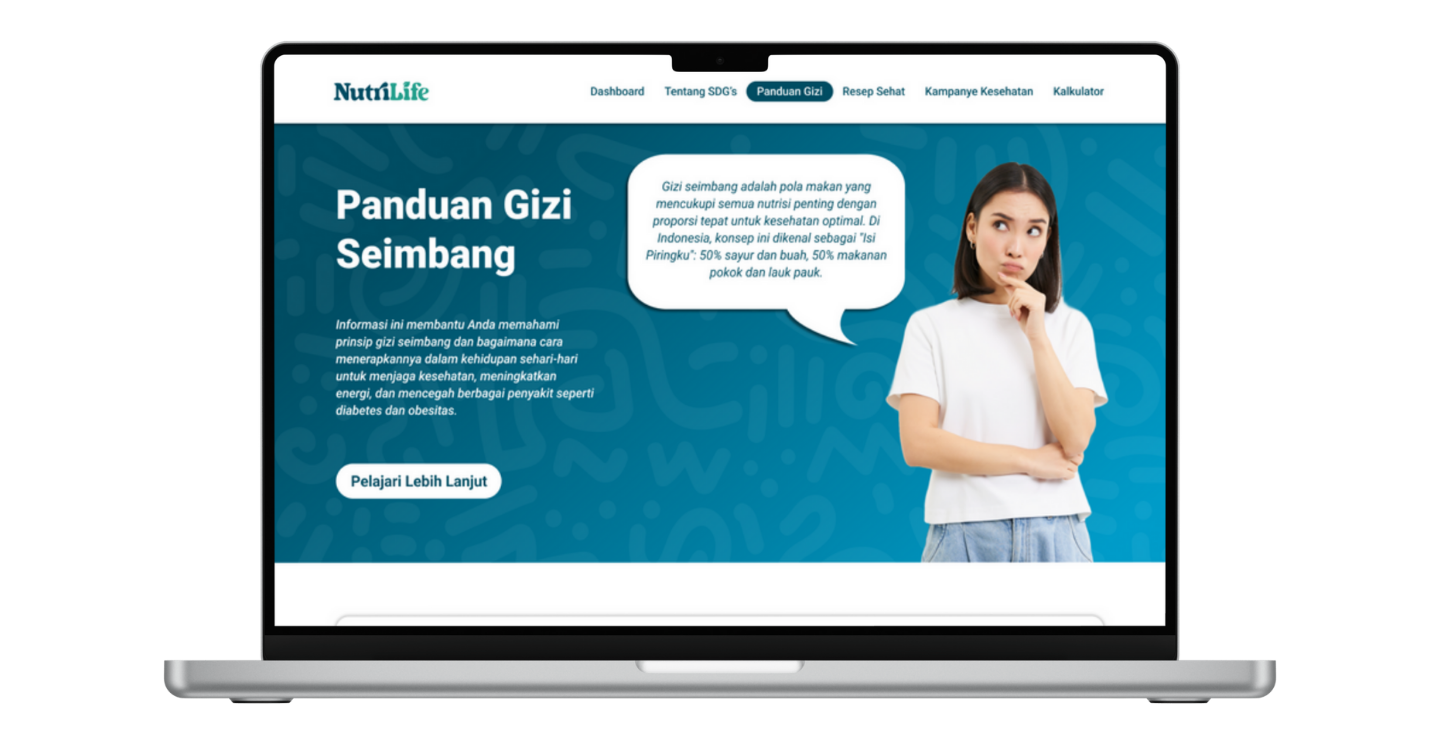 NutriLife
Dashboard Tentang SDG's Panduan Gizi Resep Sehat Kampanye Kesehatan Kalkulator
Panduan Gizi
Seimbang
Informasi ini membantu Anda memahami
prinsip gizi seimbang dan bagaimana cara
menerapkannya dalam kehidupan sehari-hari
untuk menjaga kesehatan, meningkatkan
energi, dan mencegah berbagai penyakit seperti
diabetes dan obesitas.
Pelajari Lebih Lanjut
Gizi seimbang adalah pola makan yang
mencukupi semua nutrisi penting dengan
proporsi tepat untuk kesehatan optimal. Di
Indonesia, konsep ini dikenal sebagai "Isi
Piringku": 50% sayur dan buah, 50% makanan
pokok dan lauk pauk.